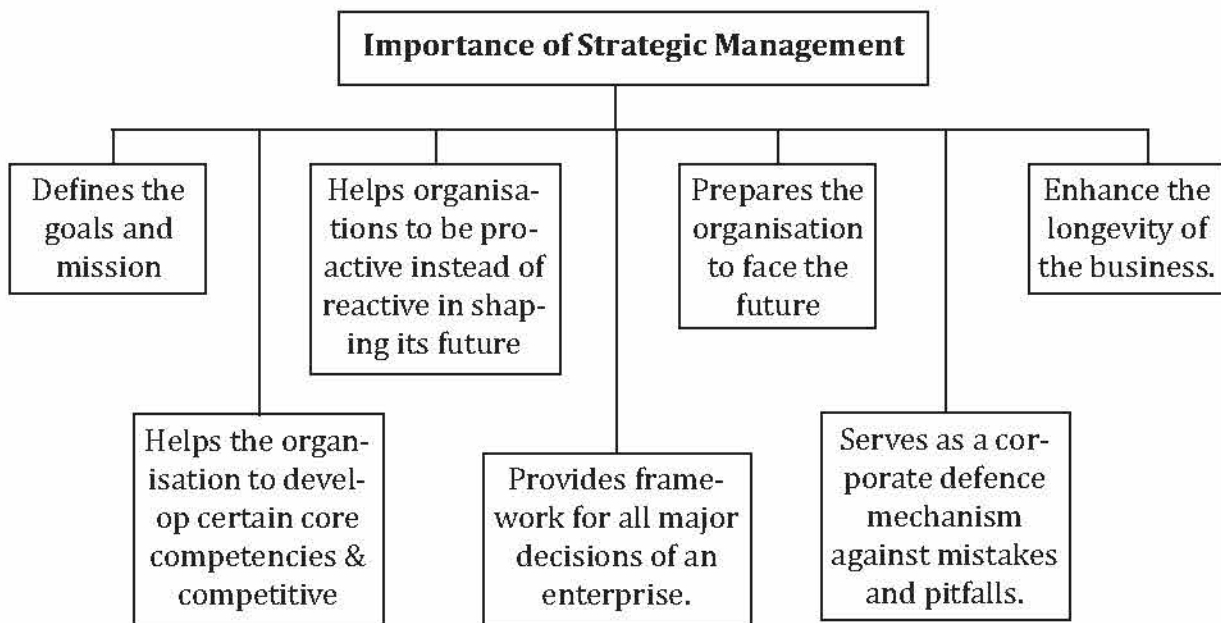 Importance of Strategic Management
Defines the
goals and
mission
Helps organisa-
tions to be pro-
active instead of
reactive in shap-
ing its future
Prepares the
organisation
to face the
future
Enhance the
longevity of
the business.
Helps the organ-
isation to devel-
op certain core
competencies &
competitive
Provides frame-
work for all major
decisions of an
enterprise.
Serves as a cor-
porate defence
mechanism
against mistakes
and pitfalls.